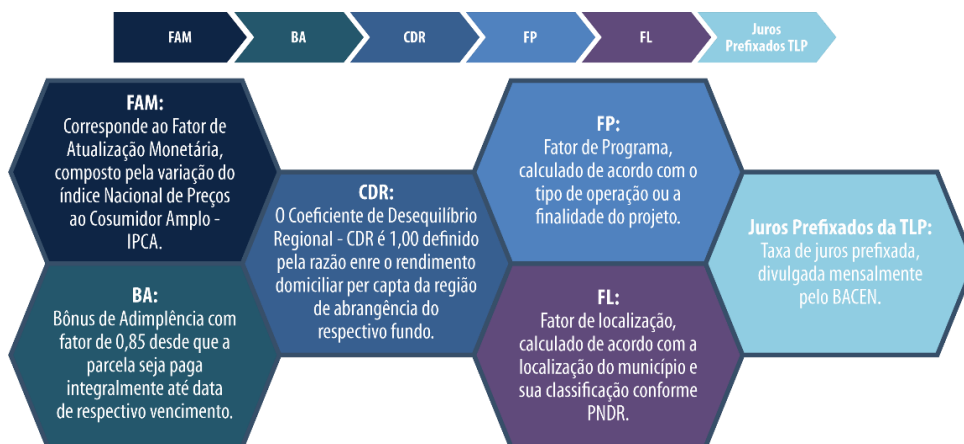 FAM
BA
CDR
FP
FL
Juros
Prefixados TLP
FAM:
Corresponde ao Fator de
Atualização Monetária,
composto pela variação do
índice Nacional de Preços
ao Cosumidor Amplo -
IPCA.
BA:
Bônus de Adimplência com
fator de 0,85 desde que a
parcela seja paga
integralmente até data
de respectivo vencimento.
CDR:
O Coeficiente de Desequilíbrio
Regional - CDR é 1,00 definido
pela razão enre o rendimento
domiciliar per capta da região
de abrangência do
respectivo fundo.
FP:
Fator de Programa,
calculado de acordo com o
tipo de operação ou a
finalidade do projeto.
FL:
Fator de localização,
calculado de acordo com a
localização do município e
sua classificação conforme
PNDR.
Juros Prefixados da TLP:
Taxa de juros prefixada,
divulgada mensalmente
pelo BACEN.